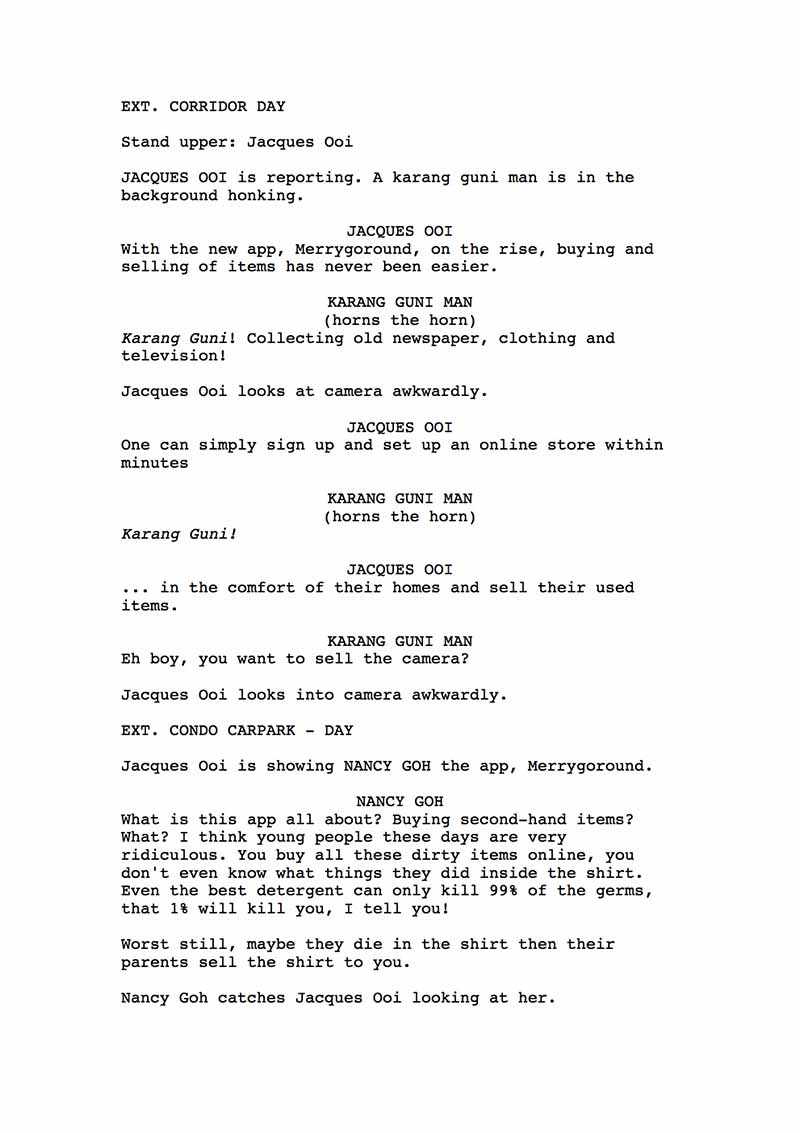 EXT. CORRIDOR DAY
Stand upper: Jacques Ooi
JACQUES OOI is reporting. A karang guni man is in the
background honking.
JACQUES OOI
With the new app, Merrygoround, on the rise, buying and
selling of items has never been easier.
KARANG GUNI MAN
(horns the horn)
Karang Guni! Collecting old newspaper, clothing and
television!
Jacques Ooi looks at camera awkwardly.
JACQUES OOI
One can simply sign up and set up an online store within
minutes
KARANG GUNI MAN
(horns the horn)
Karang Guni!
JACQUES OOI
... in the comfort of their homes and sell their used
items.
KARANG GUNI MAN
Eh boy, you want to sell the camera?
Jacques Ooi looks into camera awkwardly.
EXT. CONDO CARPARK - DAY
Jacques Ooi is showing NANCY GOH the app, Merrygoround.
NANCY GOH
What is this app all about? Buying second-hand items?
What? I think young people these days are very
ridiculous. You buy all these dirty items online, you
don't even know what things they did inside the shirt.
Even the best detergent can only kill 99% of the germs,
that 1% will kill you, I tell you!
Worst still, maybe they die in the shirt then their
parents sell the shirt to you.
Nancy Goh catches Jacques Ooi looking at her.